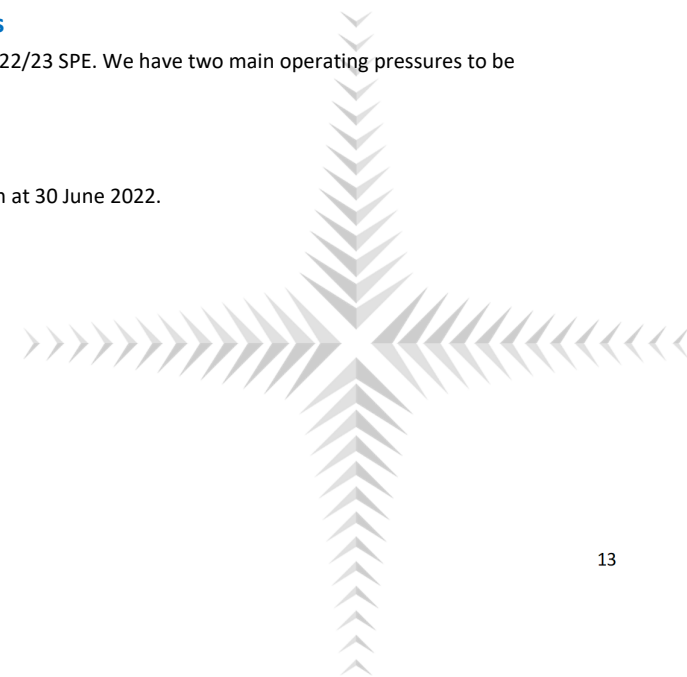 s
22/23 SPE. We have two main operating pressures to be
at 30 June 2022.
13